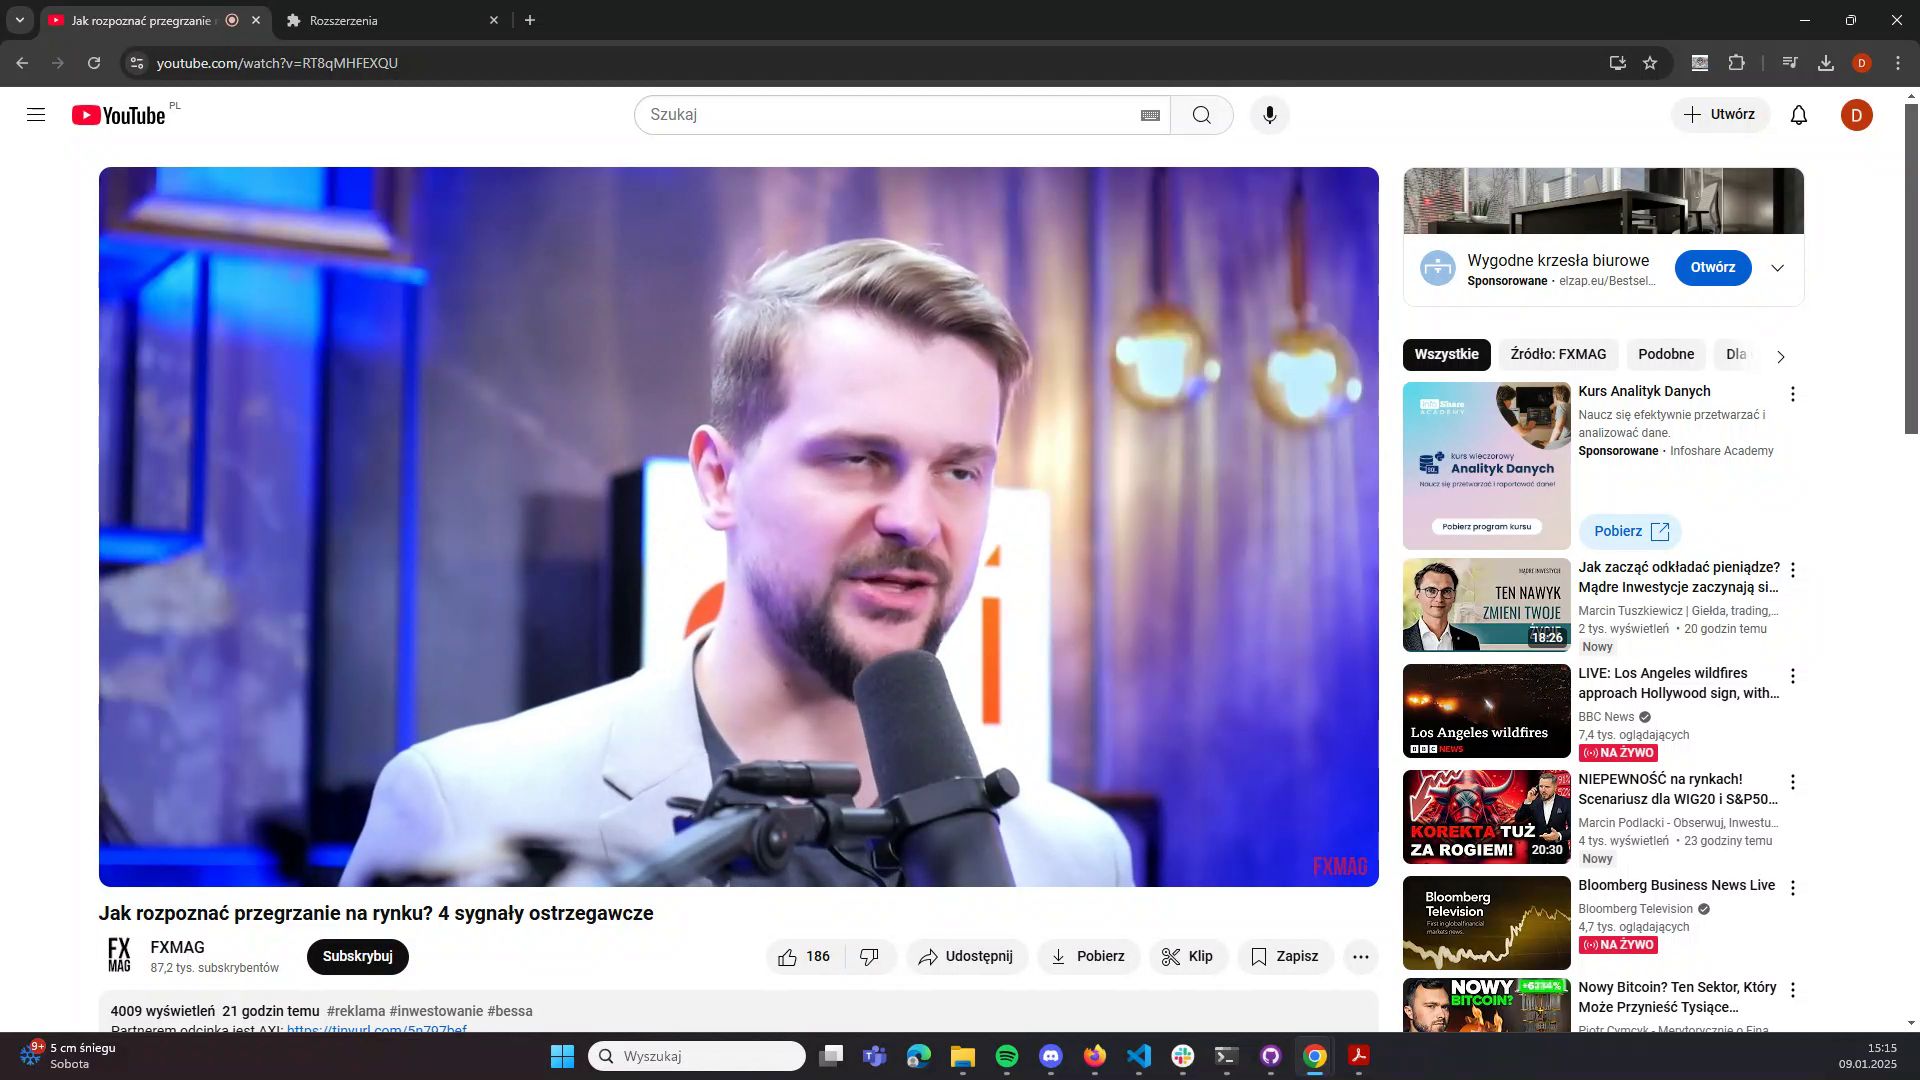 Jak rozpoznać przegrzanie
Rozszerzenia
youtube.com/watch?v=RT8qMHFEXQU
D
YouTube PL
Szukaj
Utwórz
D
FXMAG
Wygodne krzesła biurowe
Sponsorowane · elzap.eu/Bestsel...
Otwórz
Wszystkie
Źródło: FXMAG
Podobne
Dla
info Share
ACADEMY
kurs wieczorowy
Analityk Danych
Naucz się przetwarzać i raportować dane!
Pobierz program kursu
Kurs Analityk Danych
Naucz się efektywnie przetwarzać i
analizować dane.
Sponsorowane · Infoshare Academy
Pobierz
MĄDRE INWESTYCJE
TEN NAWYK
ZMIENI TWOJE
ŻYCIE
18:26
Jak zacząć odkładać pieniądze?
Mądre Inwestycje zaczynają si...
Marcin Tuszkiewicz | Giełda, trading,...
2 tys. wyświetleń • 20 godzin temu
Nowy
Los Angeles wildfires
BBC NEWS
LIVE: Los Angeles wildfires
approach Hollywood sign, with...
BBC News
7,4 tys. oglądających
NA ŻYWO
KOREKTA TUŻ
ZA ROGIEM!
20:30
NIEPEWNOŚĆ na rynkach!
Scenariusz dla WIG20 i S&P50...
Marcin Podlacki - Obserwuj, Inwestu...
4 tys. wyświetleń • 23 godziny temu
Nowy
Bloomberg
Television
First in global financial
markets news.
Bloomberg Business News Live
Bloomberg Television
4,7 tys. oglądających
NA ŻYWO
NOWY
BITCOIN?
+6214%
Nowy Bitcoin? Ten Sektor, Który
Może Przynieść Tysiące...
Piotr Cymcyk - Merytorycznie o Fina...
Jak rozpoznać przegrzanie na rynku? 4 sygnały ostrzegawcze
FX
MAG
FXMAG
87,2 tys. subskrybentów
Subskrybuj
186
Udostępnij
Pobierz
Klip
Zapisz
4009 wyświetleń 21 godzin temu #reklama #inwestowanie #bessa
Partnerem odcinka jest AXI: https://tinyurl.com/5n797bef
9+
5 cm śniegu
Sobota
Wyszukaj
15:15
09.01.2025